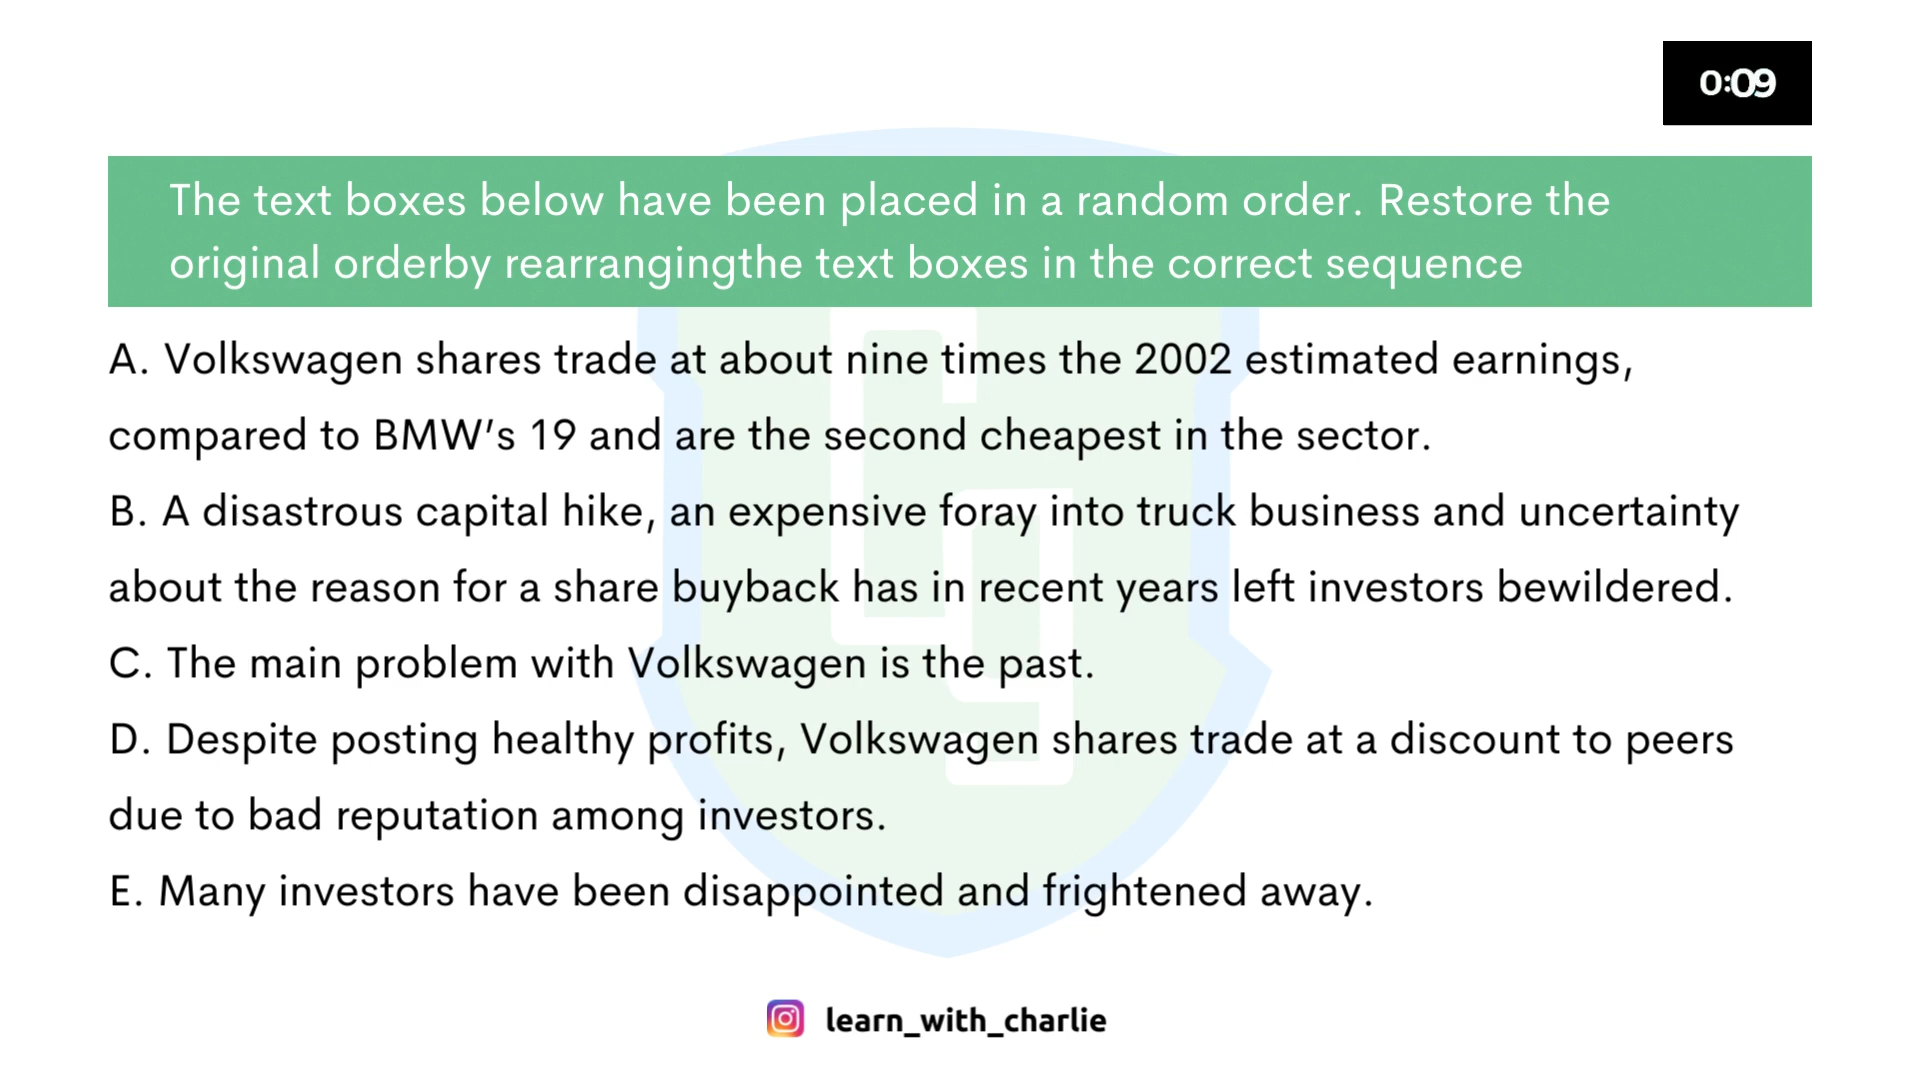 0:09
The text boxes below have been placed in a random order. Restore the
original orderby rearrangingthe text boxes in the correct sequence
A. Volkswagen shares trade at about nine times the 2002 estimated earnings,
compared to BMW’s 19 and are the second cheapest in the sector.
B. A disastrous capital hike, an expensive foray into truck business and uncertainty
about the reason for a share buyback has in recent years left investors bewildered.
C. The main problem with Volkswagen is the past.
D. Despite posting healthy profits, Volkswagen shares trade at a discount to peers
due to bad reputation among investors.
E. Many investors have been disappointed and frightened away.
learn_with_charlie